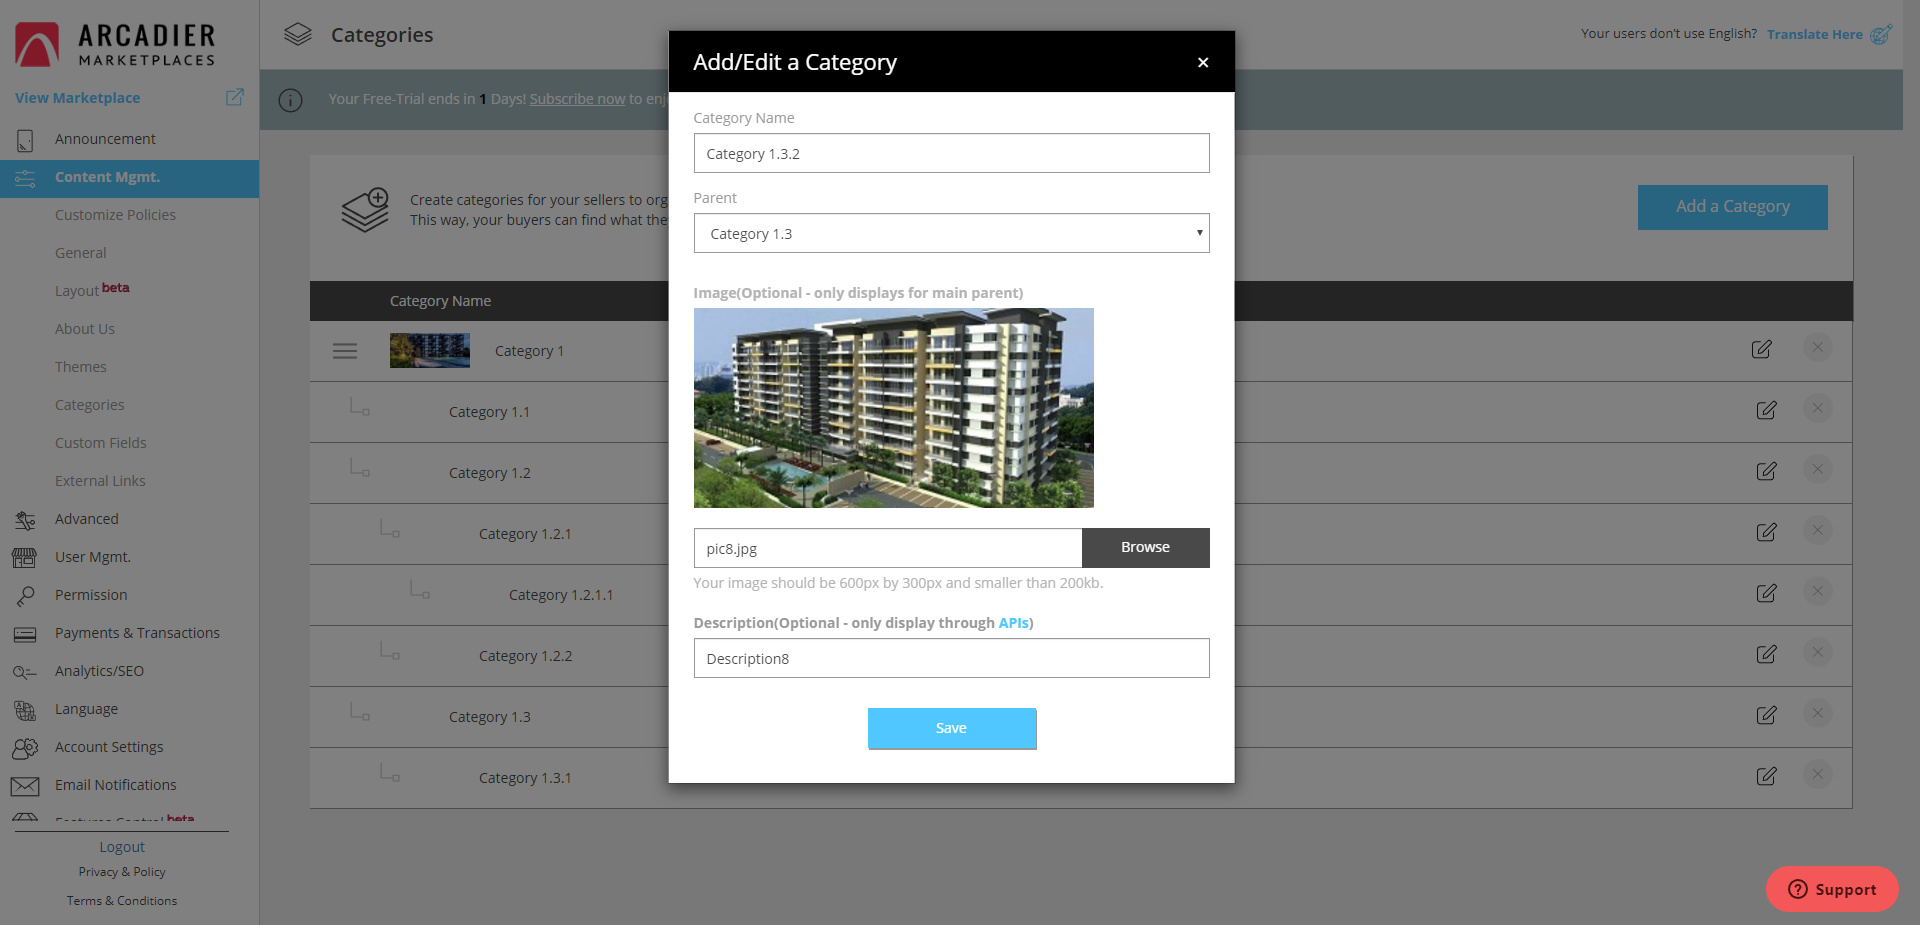 ARCADIER
MARKETPLACES
View Marketplace
Announcement
Content Mgmt.
Customize Policies
General
Layout beta
About Us
Themes
Categories
Custom Fields
External Links
Advanced
User Mgmt.
Permission
Payments & Transactions
Analytics/SEO
Language
Account Settings
Email Notifications
Features Control beta
Logout
Privacy & Policy
Terms & Conditions
Categories
Your users don't use English? Translate Here
Your Free-Trial ends in 1 Days! Subscribe now to enj
Create categories for your sellers to org
This way, your buyers can find what the
Add a Category
Category Name
Category 1
Category 1.1
Category 1.2
Category 1.2.1
Category 1.2.1.1
Category 1.2.2
Category 1.3
Category 1.3.1
Add/Edit a Category
Category Name
Category 1.3.2
Parent
Category 1.3
Image(Optional - only displays for main parent)
pic8.jpg
Browse
Your image should be 600px by 300px and smaller than 200kb.
Description(Optional - only display through APIs)
Description8
Save
Support